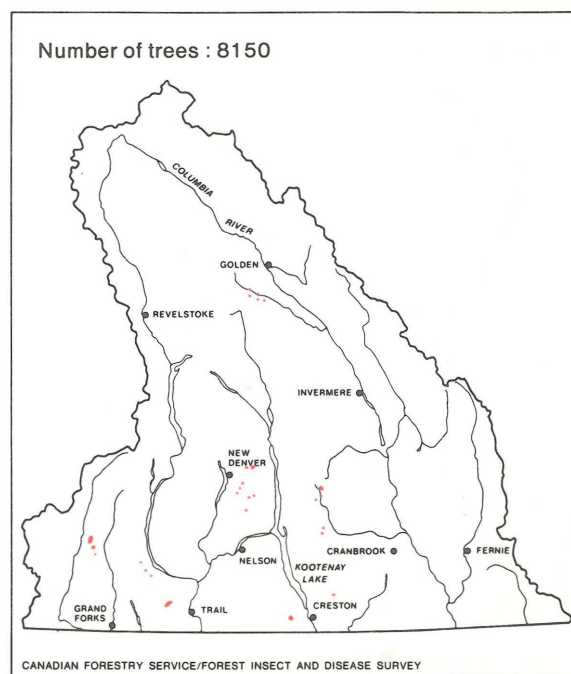 Number of trees : 8150
COLUMBIA
RIVER
GOLDEN
REVELSTOKE
INVERMERE
NEW
DENVER
NELSON
CRANBROOK
FERNIE
KOOTENAY
LAKE
GRAND
FORKS
TRAIL
CRESTON
CANADIAN FORESTRY SERVICE/FOREST INSECT AND DISEASE SURVEY